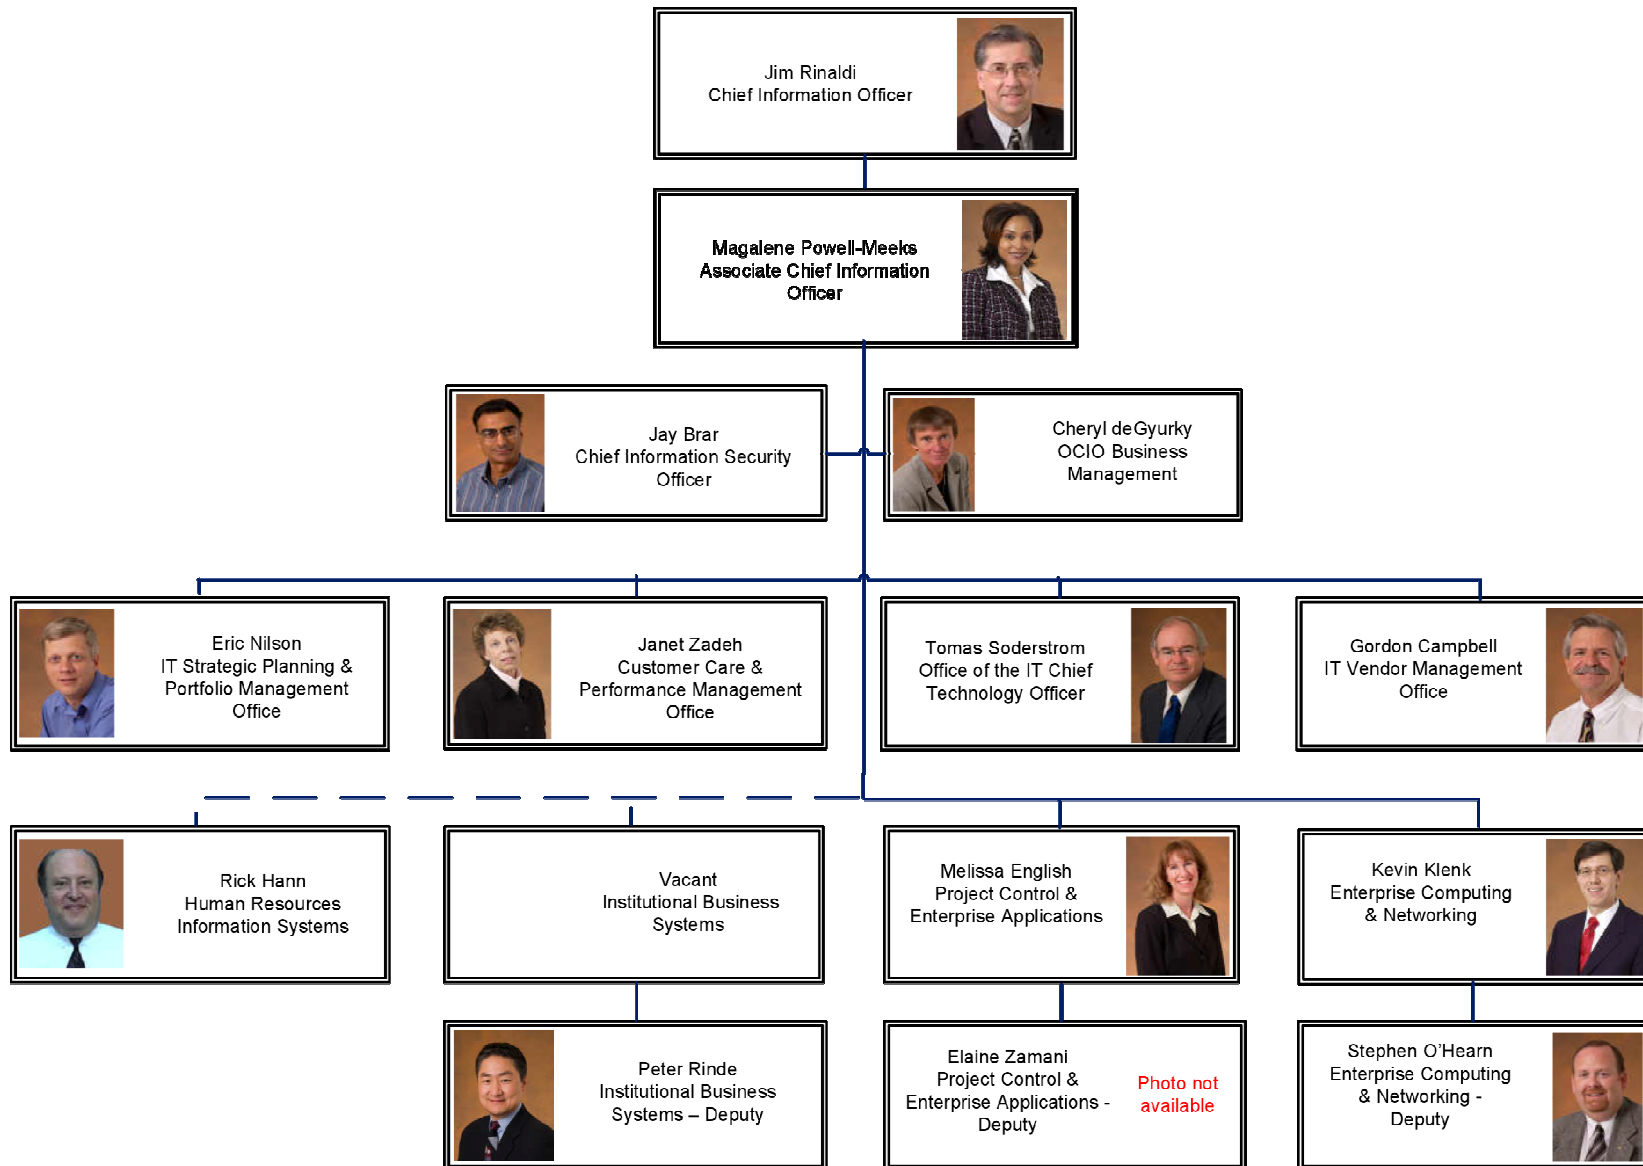 Jim Rinaldi
Chief Information Officer
Magalene Powell-Meeks
Associate Chief Information
Officer
Jay Brar
Chief Information Security
Officer
Cheryl deGyurky
OCIO Business
Management
Eric Nilson
IT Strategic Planning &
Portfolio Management
Office
Janet Zadeh
Customer Care &
Performance Management
Office
Tomas Soderstrom
Office of the IT Chief
Technology Officer
Gordon Campbell
IT Vendor Management
Office
Rick Hann
Human Resources
Information Systems
Vacant
Institutional Business
Systems
Melissa English
Project Control &
Enterprise Applications
Kevin Klenk
Enterprise Computing
& Networking
Peter Rinde
Institutional Business
Systems – Deputy
Elaine Zamani
Project Control &
Enterprise Applications -
Deputy
Photo not
available
Stephen O’Hearn
Enterprise Computing
& Networking -
Deputy